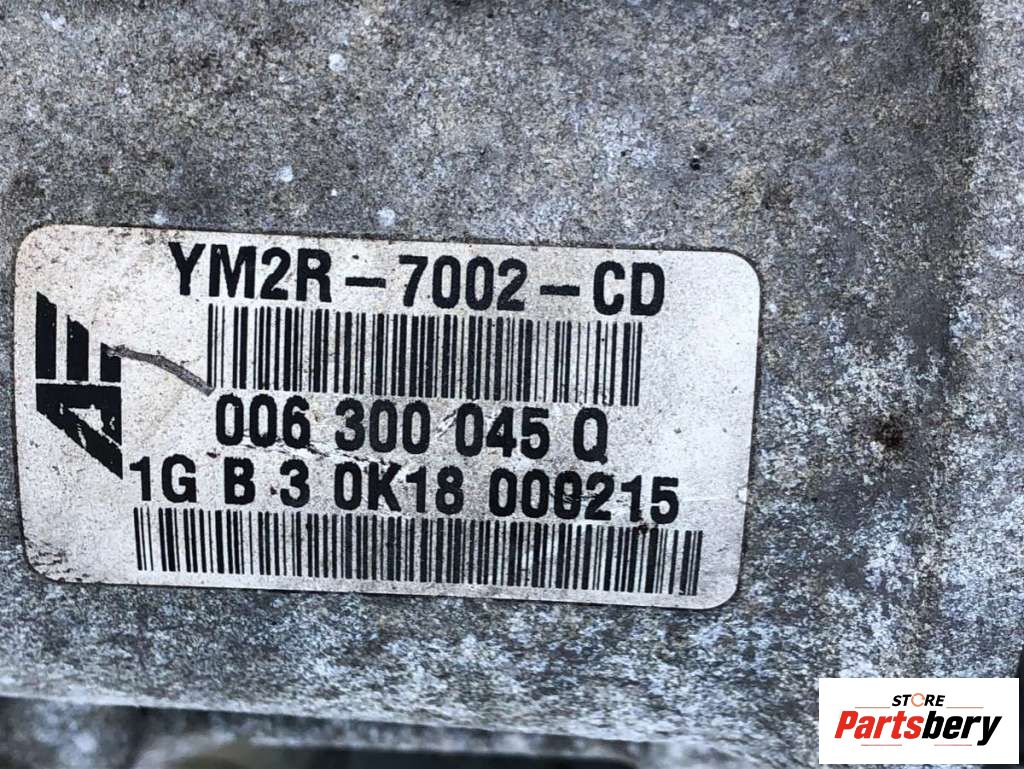 YM2R-7002-CD
006 300 045 Q
1G B 3 0K18 000215
STORE
Partsbery